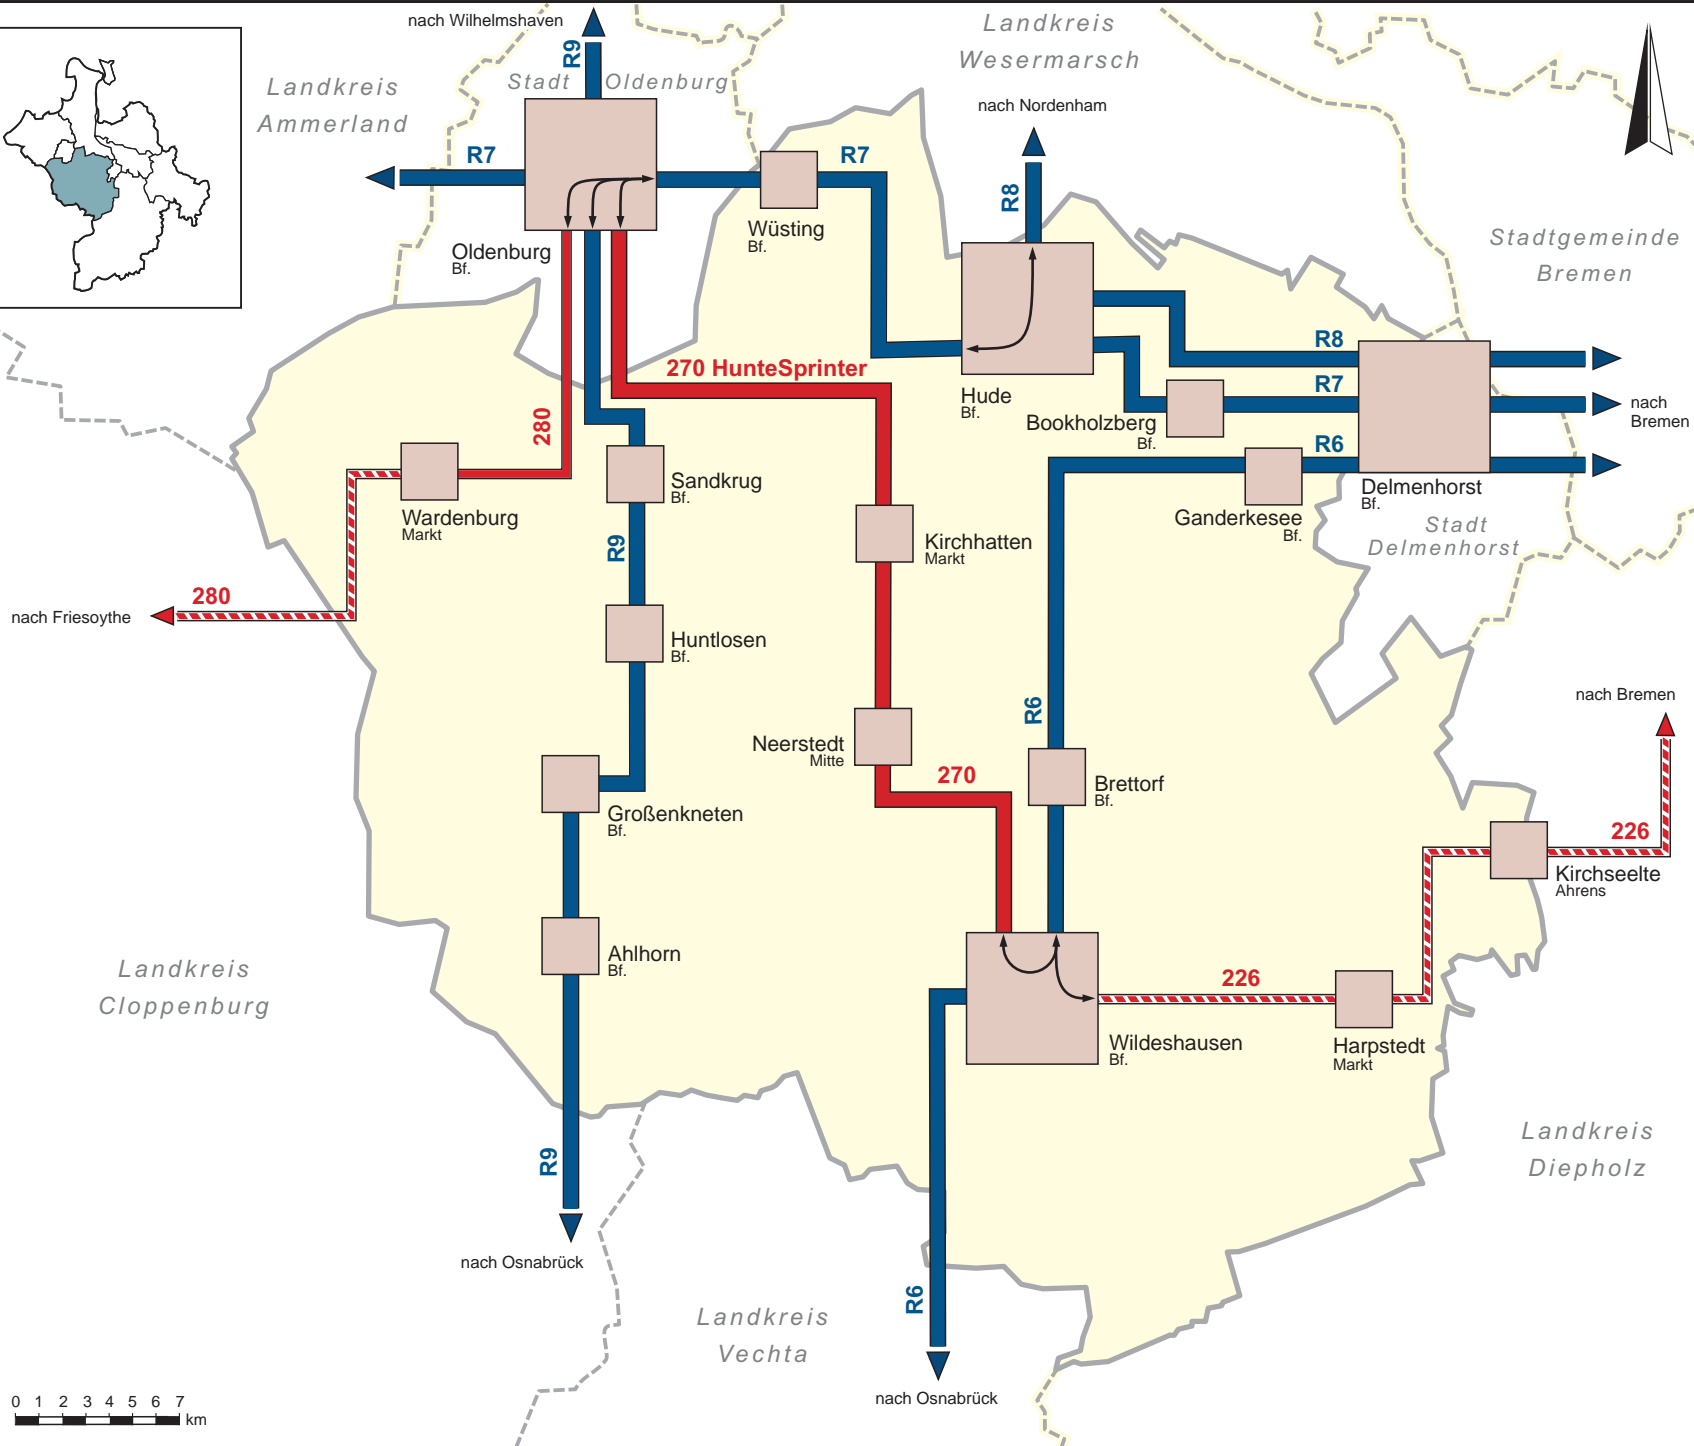 nach Wilhelmshaven
R9
Stadt Oldenburg
Landkreis
Ammerland
Landkreis
Wesermarsch
nach Nordenham
R7
R7
R8
Wüsting
Bf.
Oldenburg
Bf.
Stadtgemeinde
Bremen
270 HunteSprinter
280
Hude
Bf.
R8
R7
R6
nach
Bremen
Bookholzberg
Bf.
Delmenhorst
Bf.
Ganderkesee
Bf.
Stadt
Delmenhorst
Sandkrug
Bf.
Wardenburg
Markt
R9
Kirchhatten
Markt
280
nach Friesoythe
Huntlosen
Bf.
R6
nach Bremen
Neerstedt
Mitte
270
Brettorf
Bf.
Großenkneten
Bf.
226
Kirchseelte
Ahrens
Ahlhorn
Bf.
Landkreis
Cloppenburg
226
Wildeshausen
Bf.
Harpstedt
Markt
Landkreis
Diepholz
R9
nach Osnabrück
R6
Landkreis
Vechta
nach Osnabrück
0 1 2 3 4 5 6 7
km